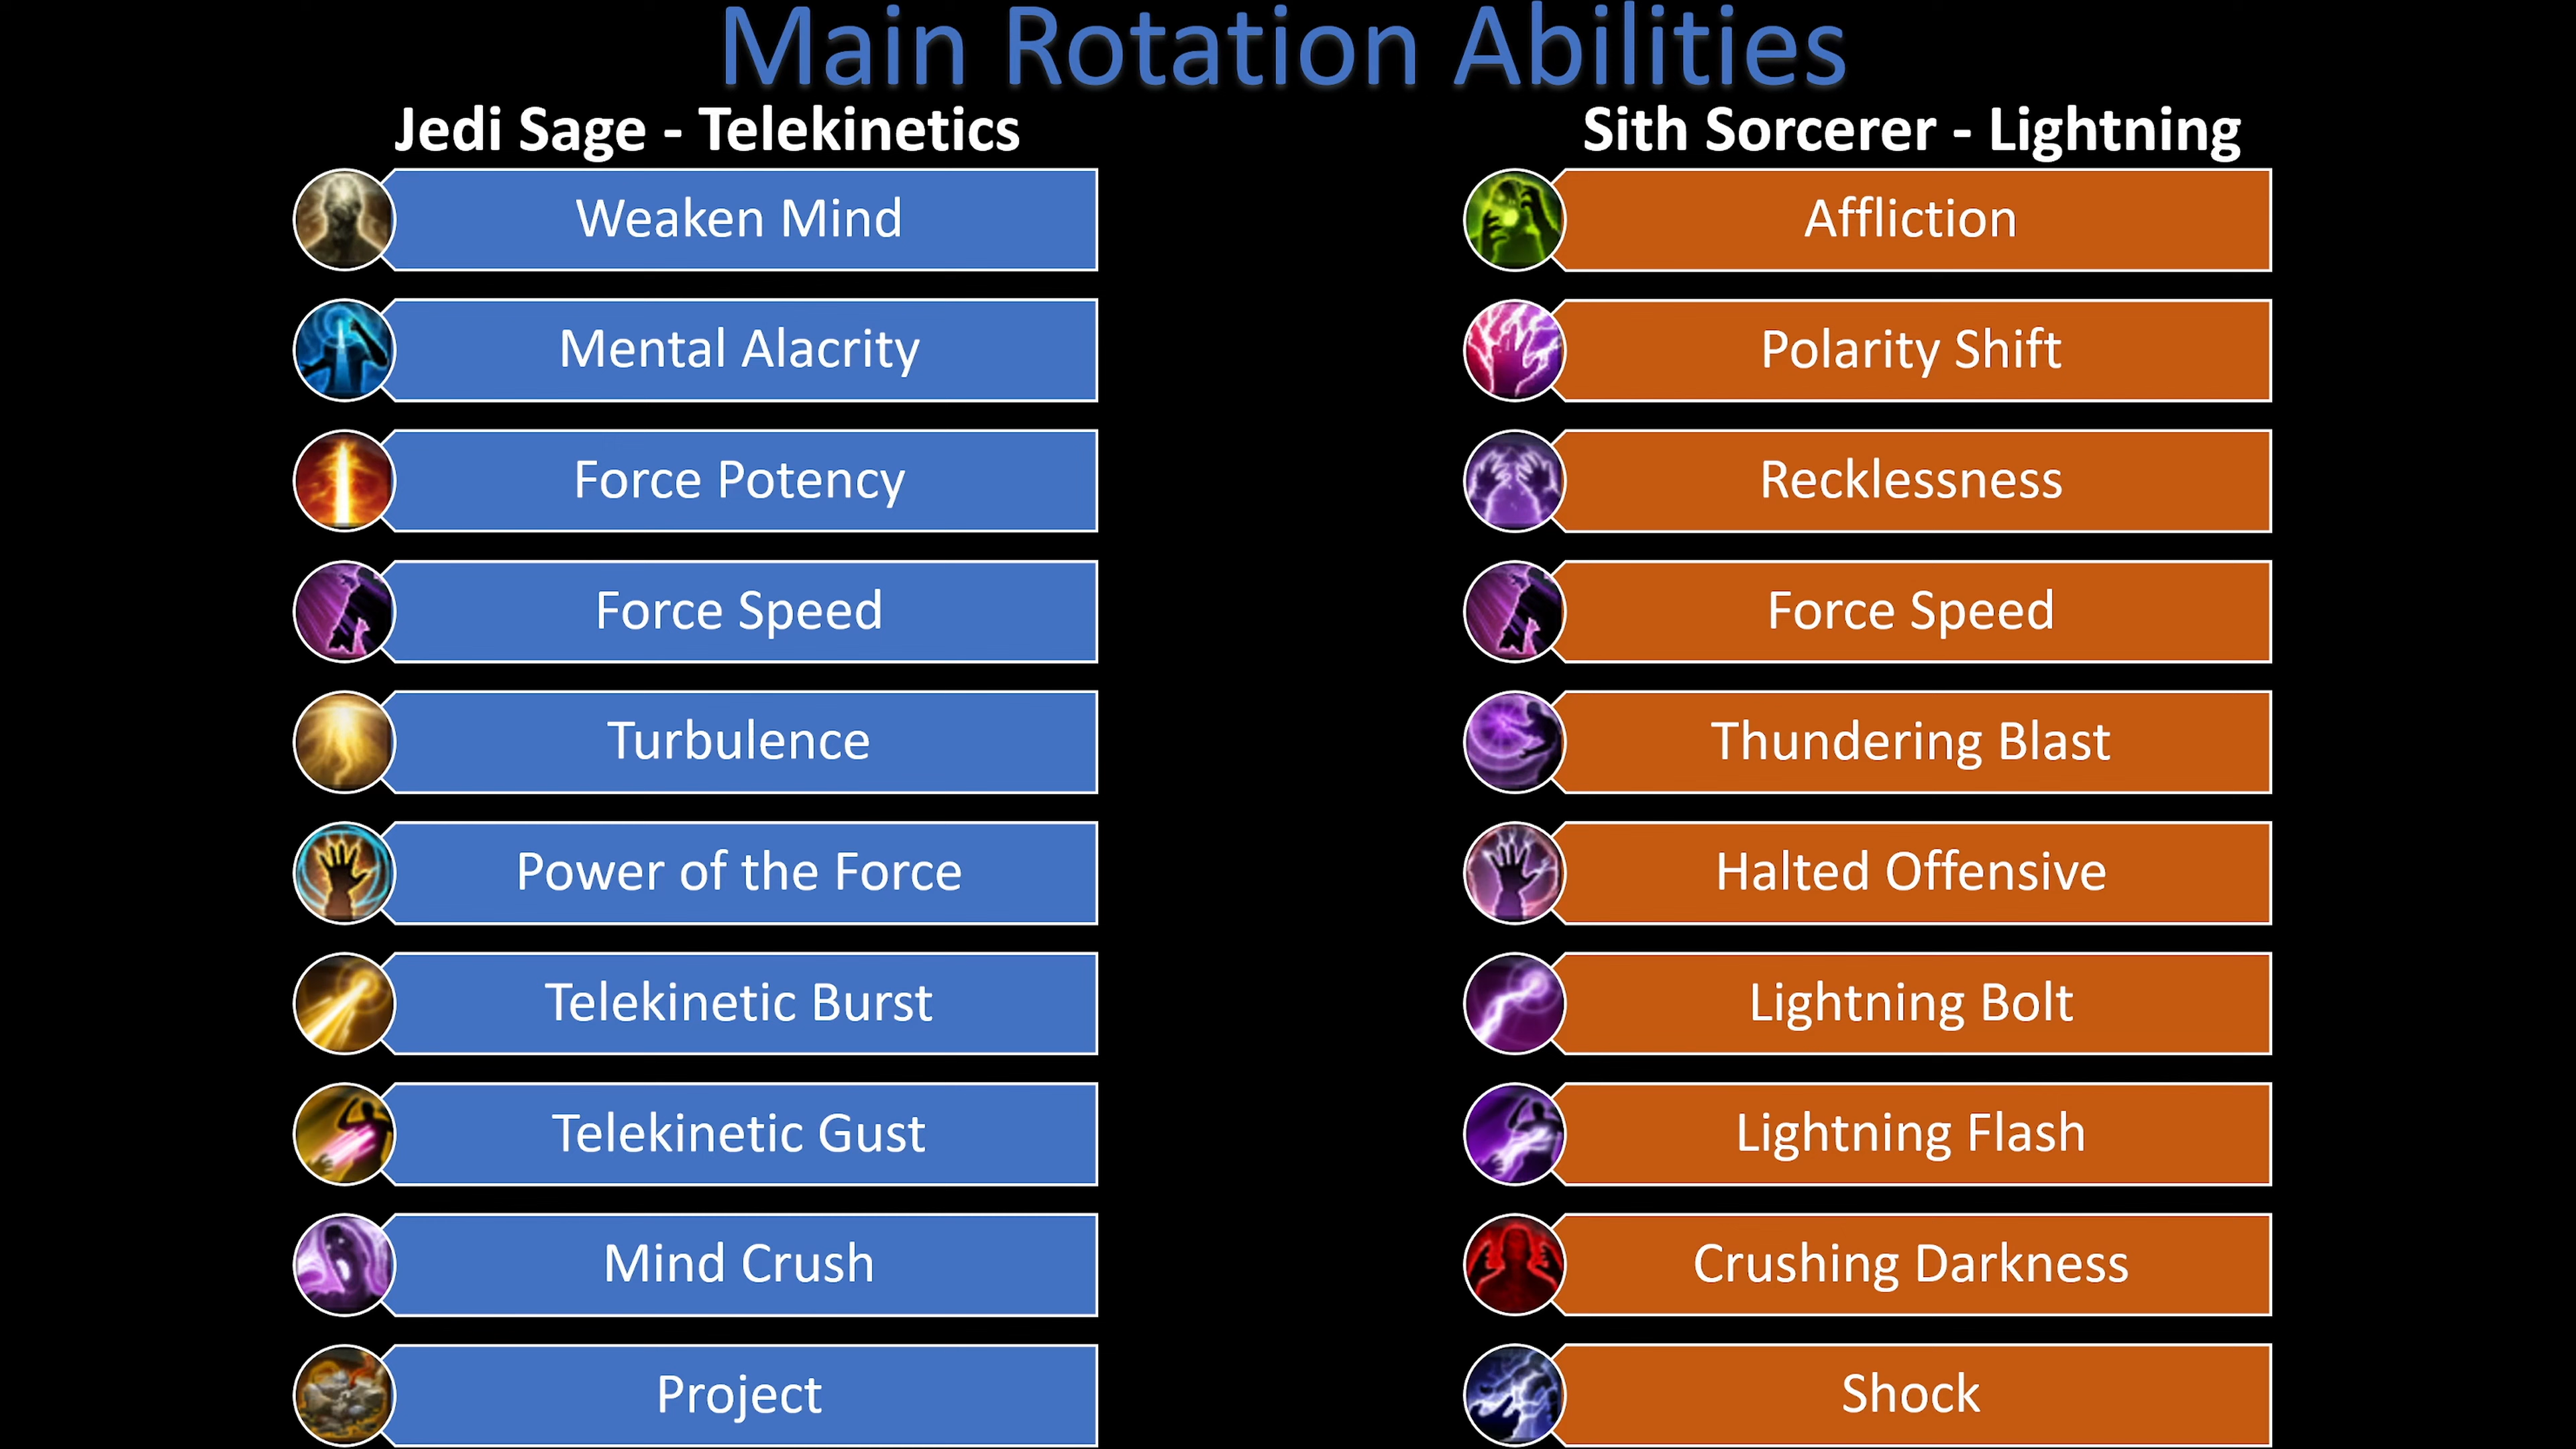 Main Rotation Abilities
Jedi Sage - Telekinetics
Weaken Mind
Mental Alacrity
Force Potency
Force Speed
Turbulence
Power of the Force
Telekinetic Burst
Telekinetic Gust
Mind Crush
Project
Sith Sorcerer - Lightning
Affliction
Polarity Shift
Recklessness
Force Speed
Thundering Blast
Halted Offensive
Lightning Bolt
Lightning Flash
Crushing Darkness
Shock